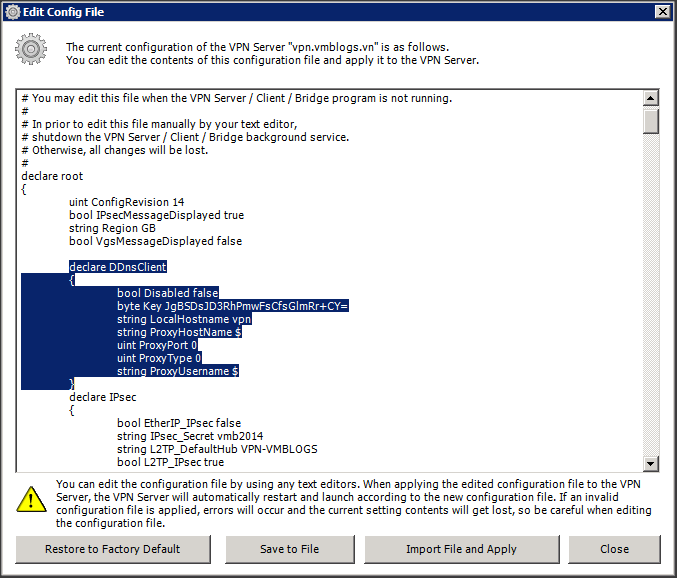 Edit Config File
The current configuration of the VPN Server "vpn.vmblogs.vn" is as follows.
You can edit the contents of this configuration file and apply it to the VPN Server.
# You may edit this file when the VPN Server / Client / Bridge program is not running.
#
# In prior to edit this file manually by your text editor,
# shutdown the VPN Server / Client / Bridge background service.
# Otherwise, all changes will be lost.
#
declare root
{
uint ConfigRevision 14
bool IPsecMessageDisplayed true
string Region GB
bool VgsMessageDisplayed false
declare DDnsClient
{
bool Disabled false
byte Key JgBSDsJD3RhPmwFsCfsGlmRr+CY=
string LocalHostname vpn
string ProxyHostName $
uint ProxyPort 0
uint ProxyType 0
string ProxyUsername $
}
declare IPsec
{
bool EtherIP_IPsec false
string IPsec_Secret vmb2014
string L2TP_DefaultHub VPN-VMBLOGS
bool L2TP_IPsec true
You can edit the configuration file by using any text editors. When applying the edited configuration file to the VPN
Server, the VPN Server will automatically restart and launch according to the new configuration file. If an invalid
configuration file is applied, errors will occur and the current setting contents will get lost, so be careful when editing
the configuration file.
Restore to Factory Default
Save to File
Import File and Apply
Close